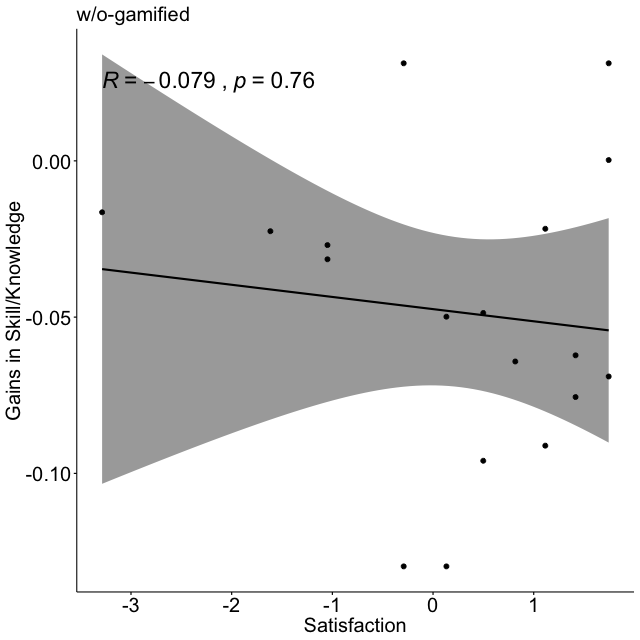 w/o-gamified
R = −0.079 , p = 0.76
Gains in Skill/Knowledge
0.00
-0.05
-0.10
-3 -2 -1 0 1
Satisfaction